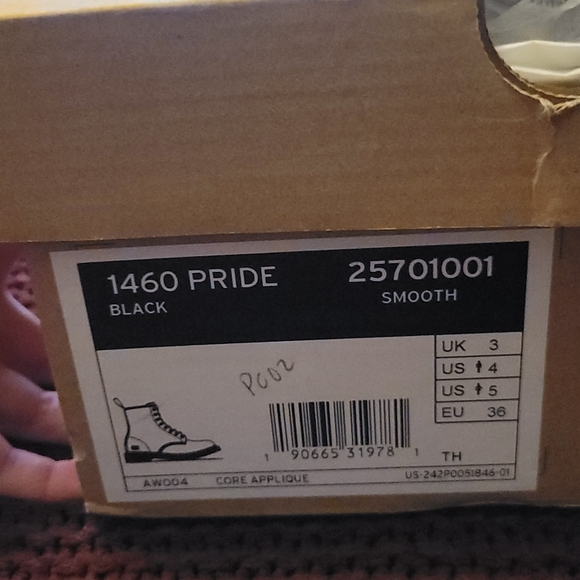 1460 PRIDE 25701001
BLACK SMOOTH
UK 3
US 4
US 5
EU 36
P002
1 90665 31978 1 TH
AW004 CORE APPLIQUE US-242P0051846-01